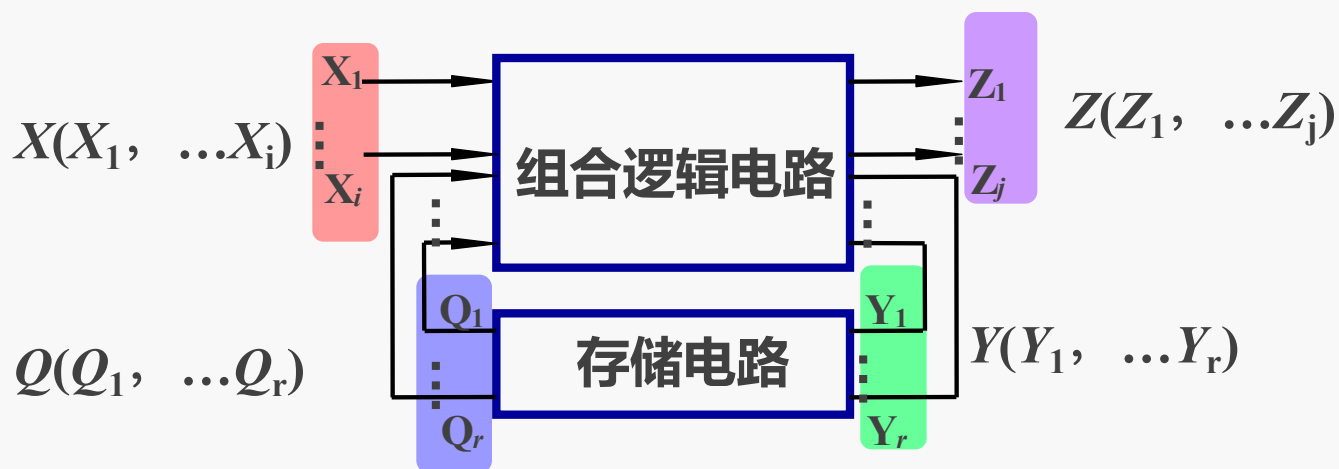 X(X1, …Xi)
X1
⋮
Xi
组合逻辑电路
⋮
⋮
Z1
⋮
Zj
Z(Z1, …Zj)
Q(Q1, …Qr)
Q1
⋮
Qr
存储电路
Y1
⋮
Yr
Y(Y1, …Yr)